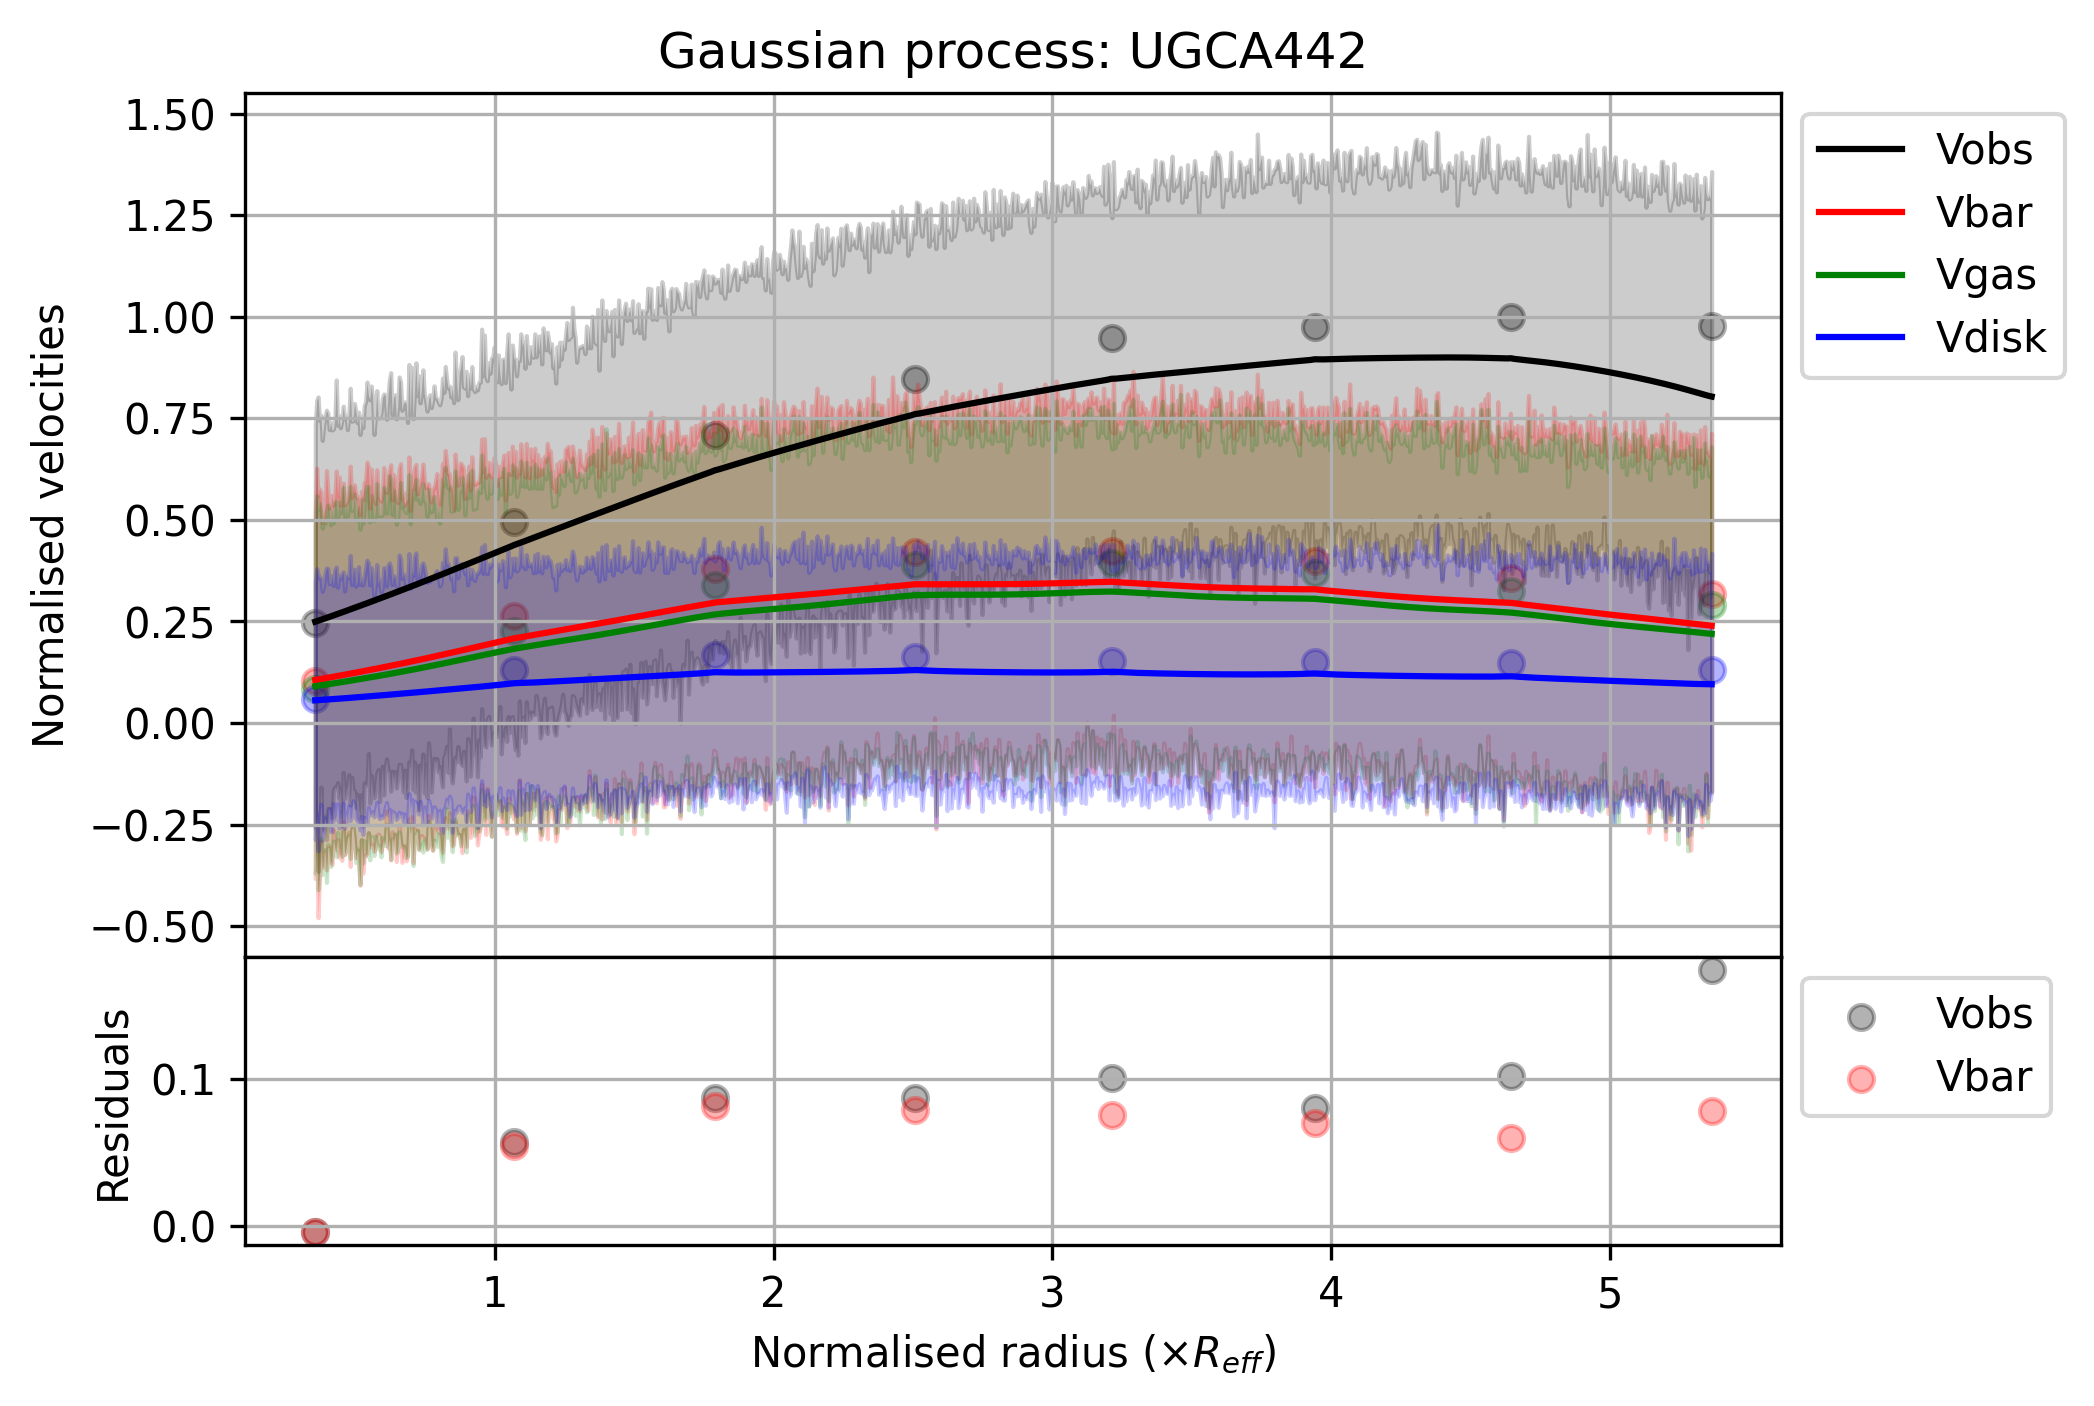 Gaussian process: UGCA442
1.50
1.25
1.00
0.75
0.50
0.25
0.00
−0.25
−0.50
Normalised velocities
Vobs
Vbar
Vgas
Vdisk
0.1
0.0
Residuals
Vobs
Vbar
1 2 3 4 5
Normalised radius (×R_eff)